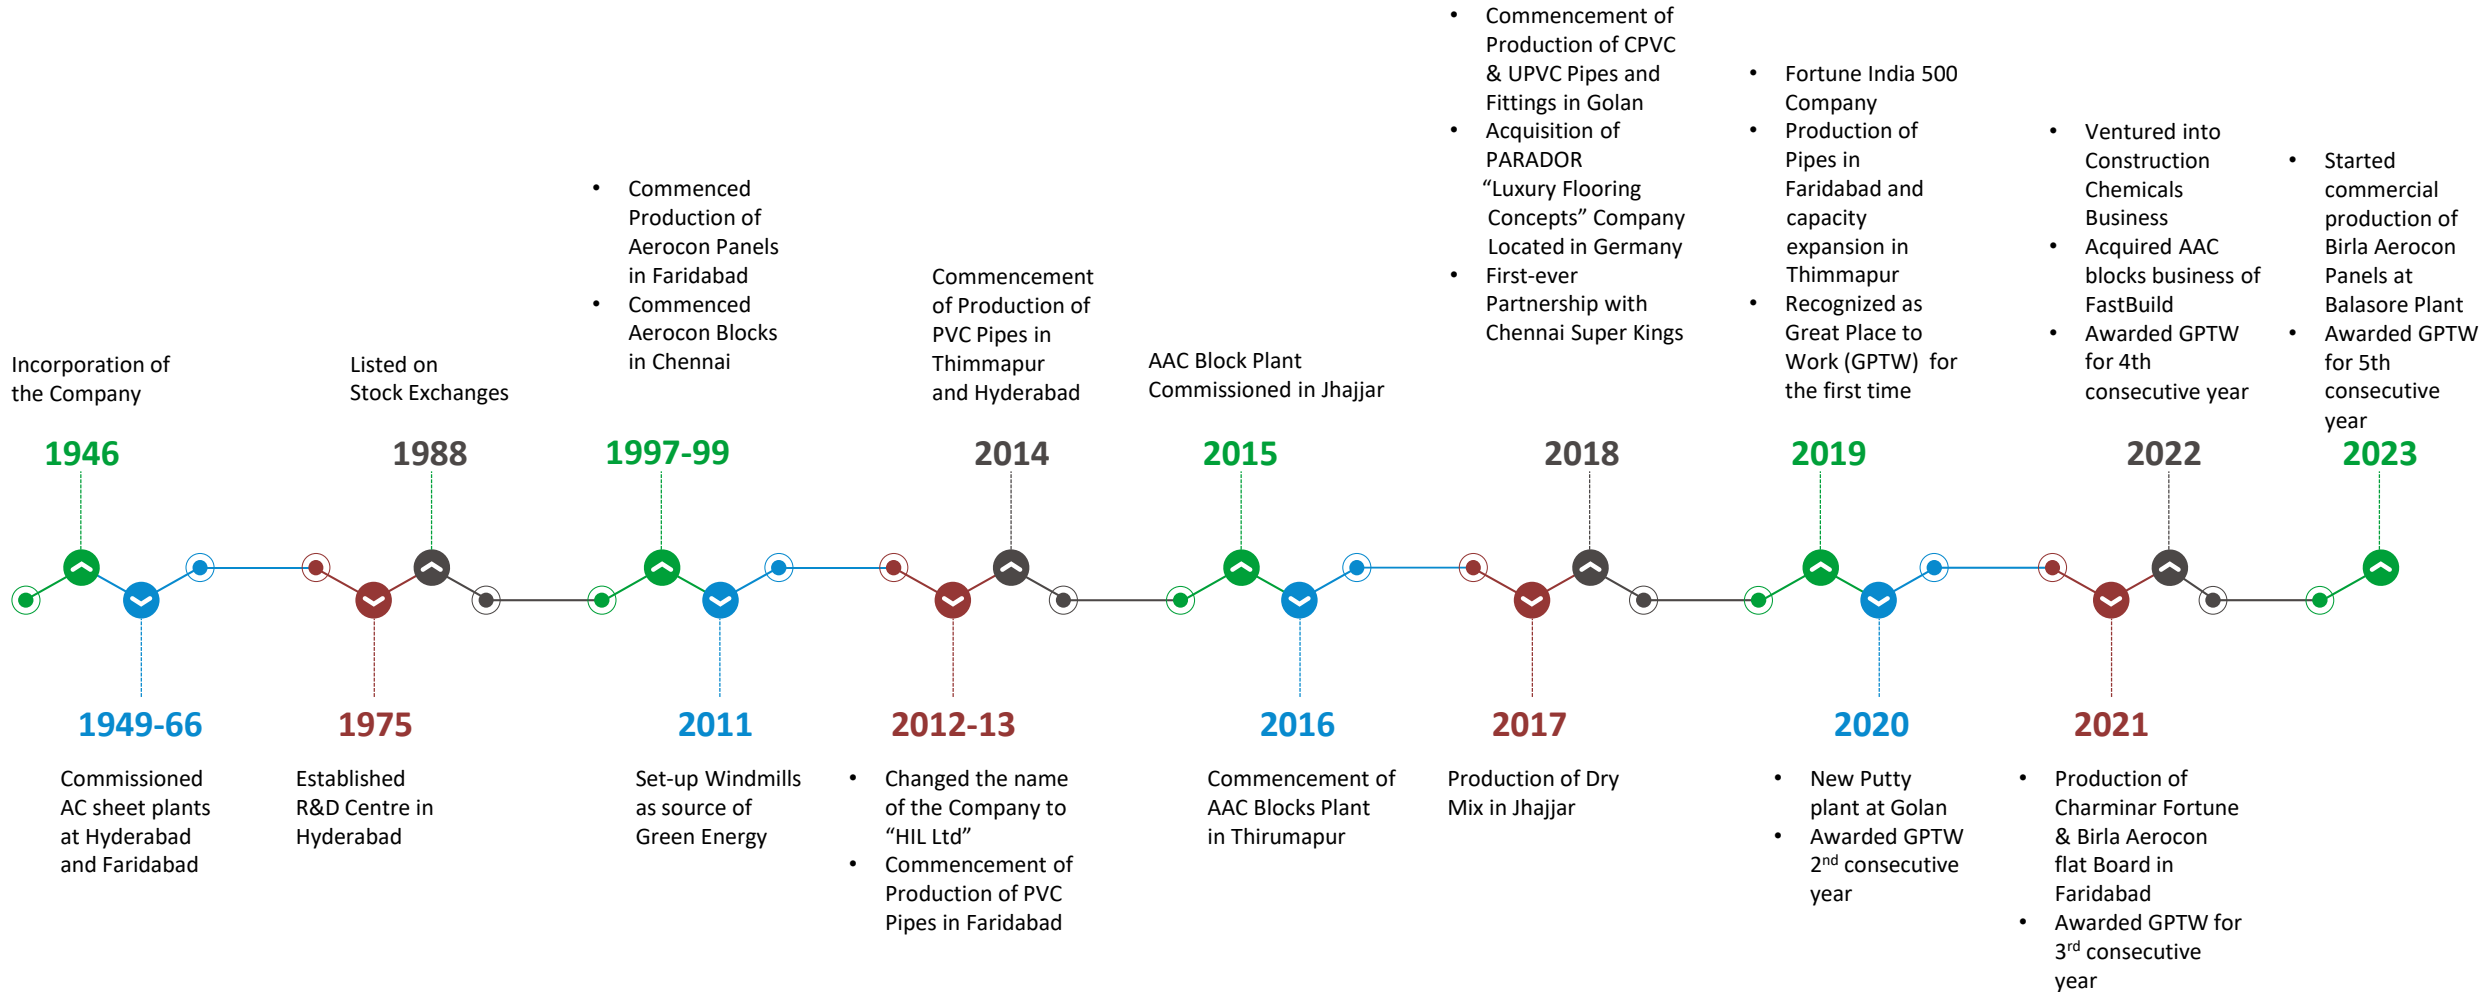 Incorporation of
the Company
1946
1949-66
Commissioned
AC sheet plants
at Hyderabad
and Faridabad
1975
Established
R&D Centre in
Hyderabad
Listed on
Stock Exchanges
1988
• Commenced
Production of
Aerocon Panels
in Faridabad
• Commenced
Aerocon Blocks
in Chennai
1997-99
2011
Set-up Windmills
as source of
Green Energy
2012-13
• Changed the name
of the Company to
“HIL Ltd”
• Commencement of
Production of PVC
Pipes in Faridabad
Commencement
of Production of
PVC Pipes in
Thimmapur
and Hyderabad
2014
AAC Block Plant
Commissioned in Jhajjar
2015
2016
Commencement of
AAC Blocks Plant
in Thirumapur
2017
Production of Dry
Mix in Jhajjar
• Commencement of
Production of CPVC
& UPVC Pipes and
Fittings in Golan
• Acquisition of
PARADOR
“Luxury Flooring
Concepts” Company
Located in Germany
• First-ever
Partnership with
Chennai Super Kings
2018
• Fortune India 500
Company
• Production of
Pipes in
Faridabad and
capacity
expansion in
Thimmapur
• Recognized as
Great Place to
Work (GPTW) for
the first time
2019
2020
• New Putty
plant at Golan
• Awarded GPTW
2nd consecutive
year
2021
• Production of
Charminar Fortune
& Birla Aerocon
flat Board in
Faridabad
• Awarded GPTW for
3rd consecutive
year
• Ventured into
Construction
Chemicals
Business
• Acquired AAC
blocks business of
FastBuild
• Awarded GPTW
for 4th
consecutive year
2022
• Started
commercial
production of
Birla Aerocon
Panels at
Balasore Plant
• Awarded GPTW
for 5th
consecutive
year
2023